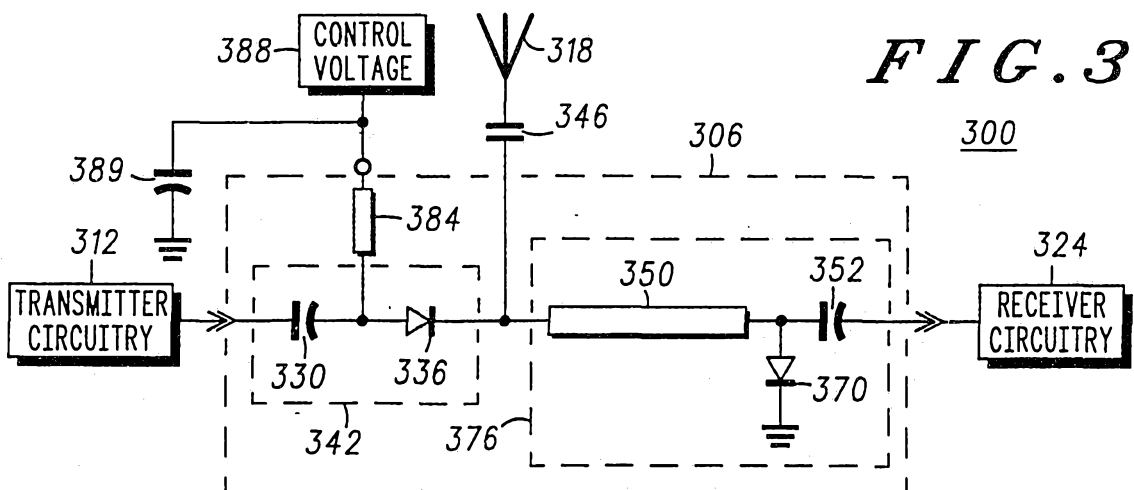 388
CONTROL
VOLTAGE
318
FIG.3
346
306
300
389
384
312
TRANSMITTER
CIRCUITRY
350
352
324
RECEIVER
CIRCUITRY
330
336
370
342
376